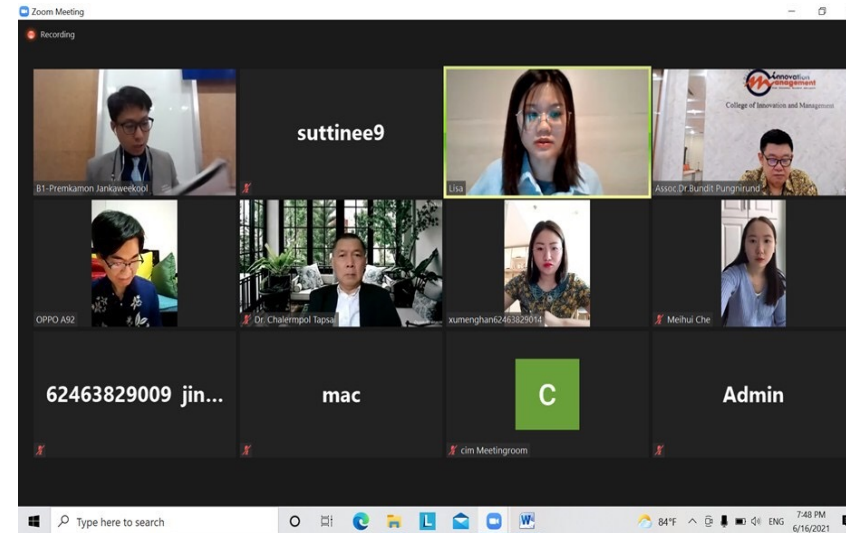 Zoom Meeting
Recording
B1-Premkamon Jankaweekool
suttinee9
Lisa
Innovation
Management
College of Innovation and Management
Assoc.Dr.Bundit Pungnirund
OPPO A92
Dr. Chalermpol Tapsai
xumenghan62463829014
Meihui Che
62463829009 jin...
mac
C
cim Meetingroom
Admin
Type here to search
L
W
84°F
ENG
7:48 PM
6/16/2021